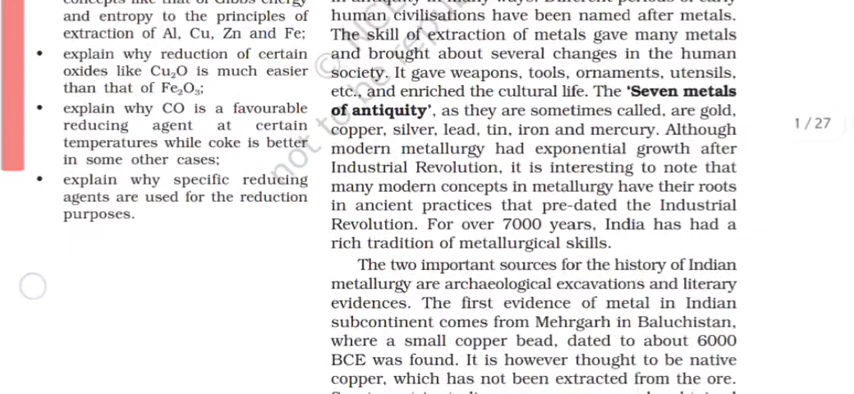 and entropy to the principles of
extraction of Al, Cu, Zn and Fe;
• explain why reduction of certain
oxides like Cu₂O is much easier
than that of Fe₂O₃;
• explain why CO is a favourable
reducing agent at certain
temperatures while coke is better
in some other cases;
• explain why specific reducing
agents are used for the reduction
purposes.
human civilisations have been named after metals.
The skill of extraction of metals gave many metals
and brought about several changes in the human
society. It gave weapons, tools, ornaments, utensils,
etc., and enriched the cultural life. The ‘Seven metals
of antiquity’, as they are sometimes called, are gold,
copper, silver, lead, tin, iron and mercury. Although
modern metallurgy had exponential growth after
Industrial Revolution, it is interesting to note that
many modern concepts in metallurgy have their roots
in ancient practices that pre-dated the Industrial
Revolution. For over 7000 years, India has had a
rich tradition of metallurgical skills.
The two important sources for the history of Indian
metallurgy are archaeological excavations and literary
evidences. The first evidence of metal in Indian
subcontinent comes from Mehrgarh in Baluchistan,
where a small copper bead, dated to about 6000
BCE was found. It is however thought to be native
copper, which has not been extracted from the ore.
1 / 27
not to be